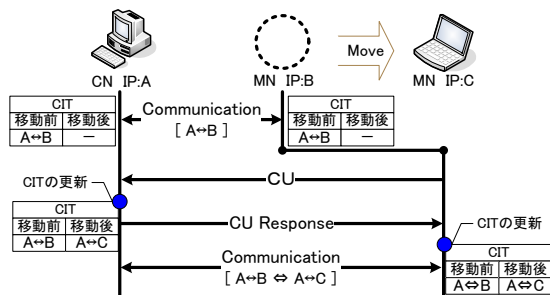 Move
CN IP:A
MN IP:B
MN IP:C
CIT
移動前 移動後
A↔B －
Communication
[ A↔B ]
CIT
移動前 移動後
A↔B －
CU
CITの更新
CIT
移動前 移動後
A↔B A↔C
CU Response
CITの更新
Communication
[ A↔B ⇔ A↔C ]
CIT
移動前 移動後
A⇔B A⇔C